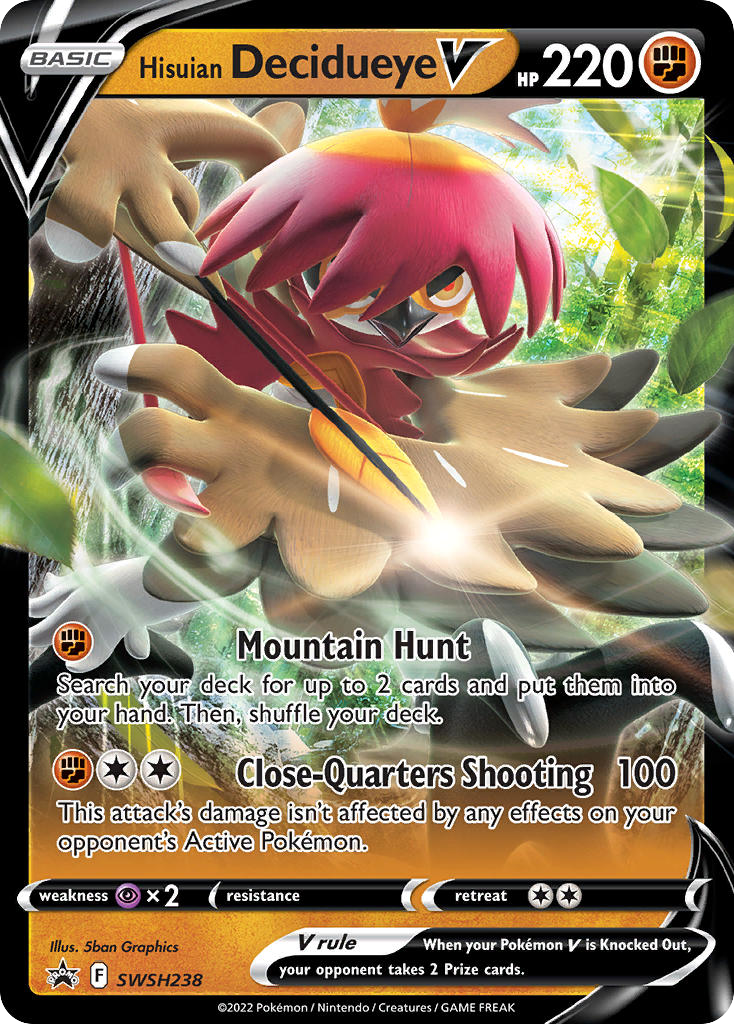 BASIC
Hisuian Decidueye V HP 220
Mountain Hunt
Search your deck for up to 2 cards and put them into
your hand. Then, shuffle your deck.
Close-Quarters Shooting 100
This attack's damage isn't affected by any effects on your
opponent's Active Pokémon.
weakness ×2 resistance retreat
Illus. 5ban Graphics
V rule
When your Pokémon V is Knocked Out,
your opponent takes 2 Prize cards.
PROMO F SWSH238
©2022 Pokémon / Nintendo / Creatures / GAME FREAK